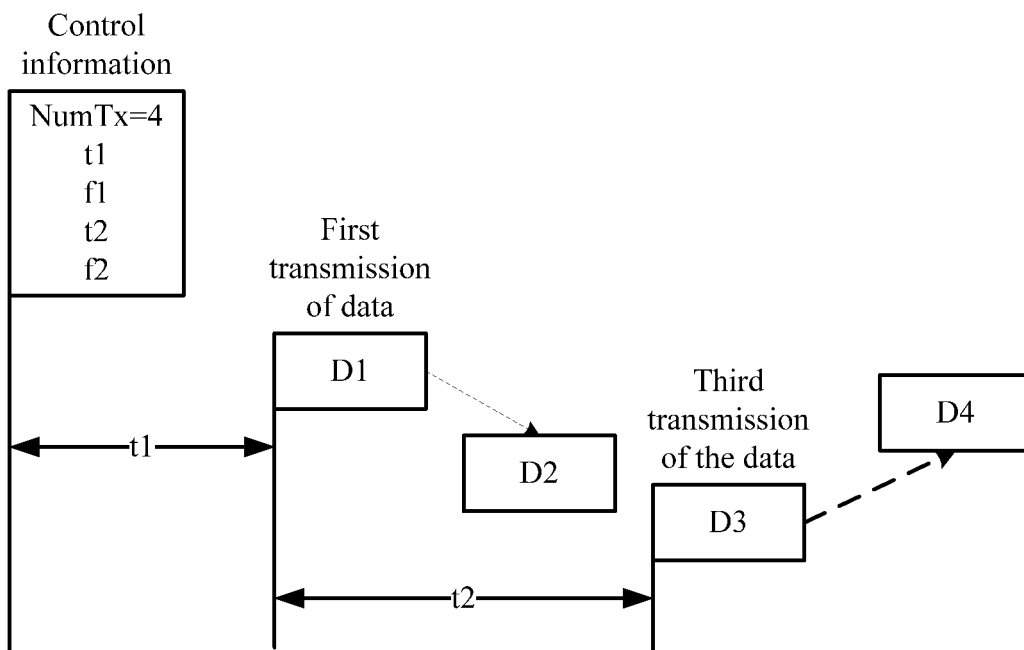 Control
information
NumTx=4
t1
f1
t2
f2
First
transmission
of data
D1
t1
D2
Third
transmission
of the data
D3
D4
t2